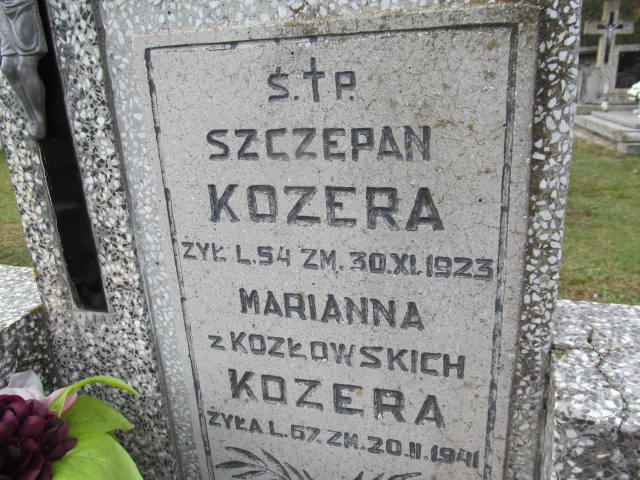 Ś.†P.
SZCZEPAN
KOZERA
ŻYŁ L.54 ZM.30.XI.1923
MARIANNA
z KOZŁOWSKICH
KOZERA
ŻYŁA L.67.ZM.20.II.1941